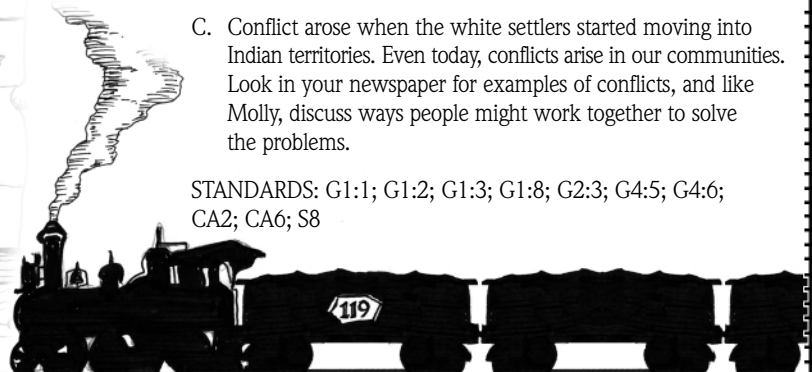 C. Conflict arose when the white settlers started moving into
Indian territories. Even today, conflicts arise in our communities.
Look in your newspaper for examples of conflicts, and like
Molly, discuss ways people might work together to solve
the problems.
STANDARDS: G1:1; G1:2; G1:3; G1:8; G2:3; G4:5; G4:6;
CA2; CA6; S8
119